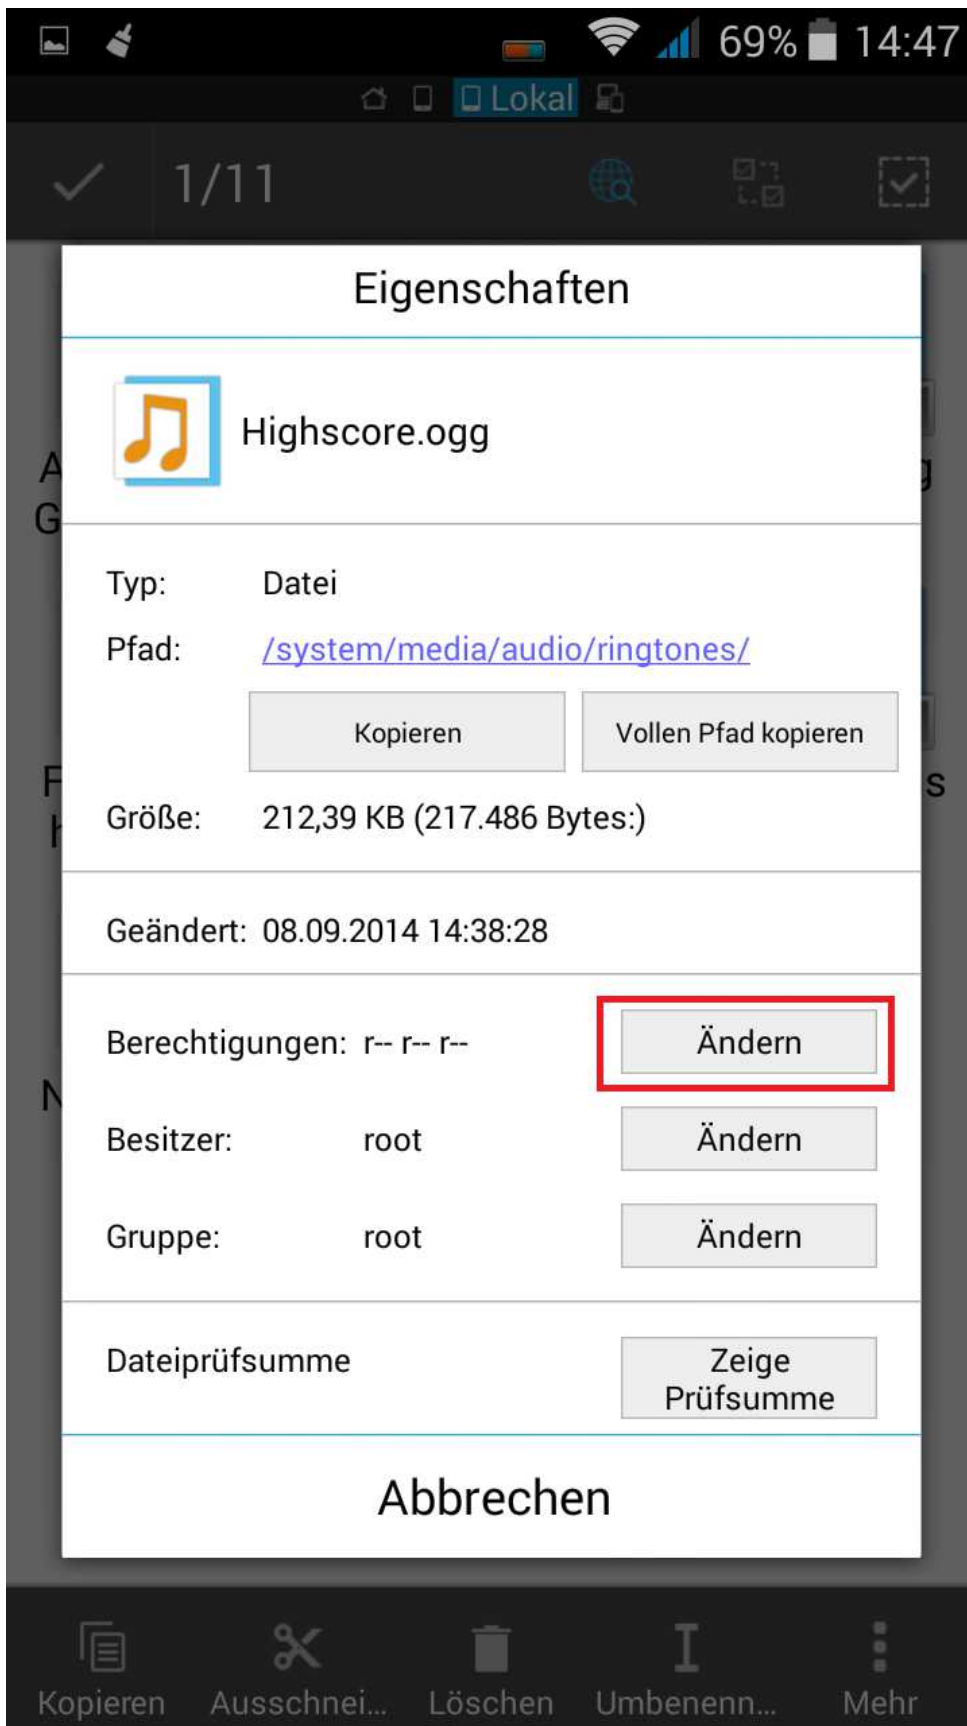 69% 14:47
Lokal
1/11
Eigenschaften
Highscore.ogg
A
g
G
Typ: Datei
Pfad: /system/media/audio/ringtones/
Kopieren Vollen Pfad kopieren
F
s
Größe: 212,39 KB (217.486 Bytes:)
h
Geändert: 08.09.2014 14:38:28
Berechtigungen: r-- r-- r-- Ändern
N
Besitzer: root Ändern
Gruppe: root Ändern
Dateiprüfsumme Zeige
Prüfsumme
Abbrechen
Kopieren Ausschnei... Löschen Umbenenn... Mehr